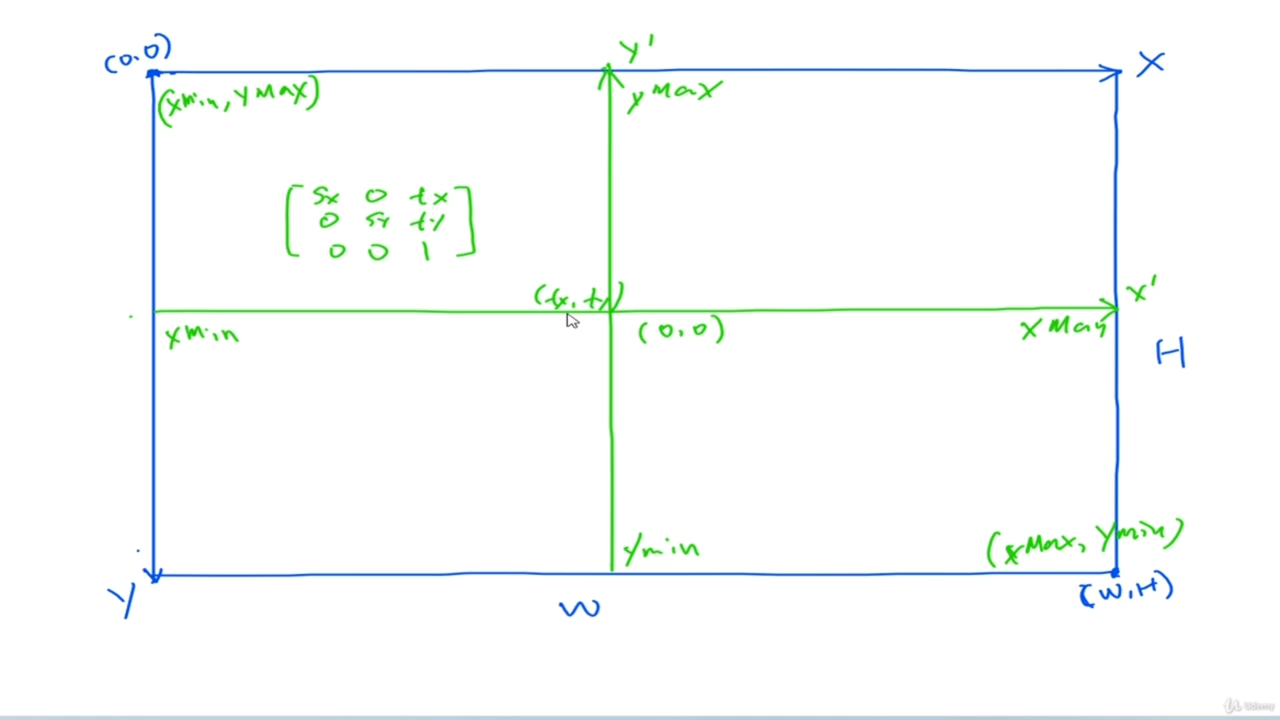 (0,0)
Y'
X
(xMin, yMax)
yMax
[ Sx 0 tx ]
0 Sy ty
0 0 1
(tx, ty)
X'
xMin
(0,0)
xMax
H
yMin
(xMax, yMin)
Y
W
(W,H)
Udemy